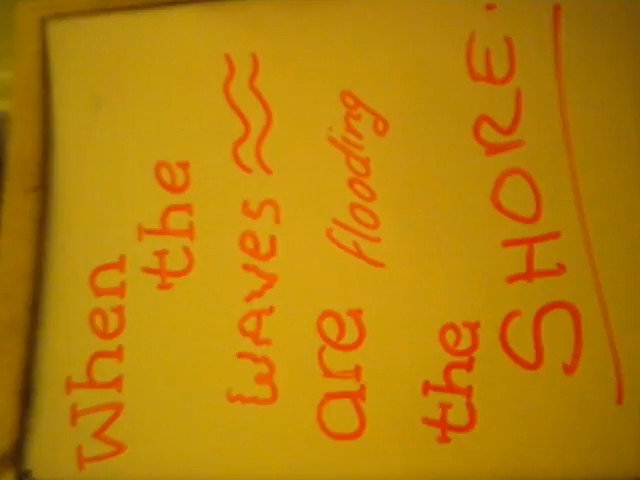 When
the
WAVES
are flooding
the
SHORE.